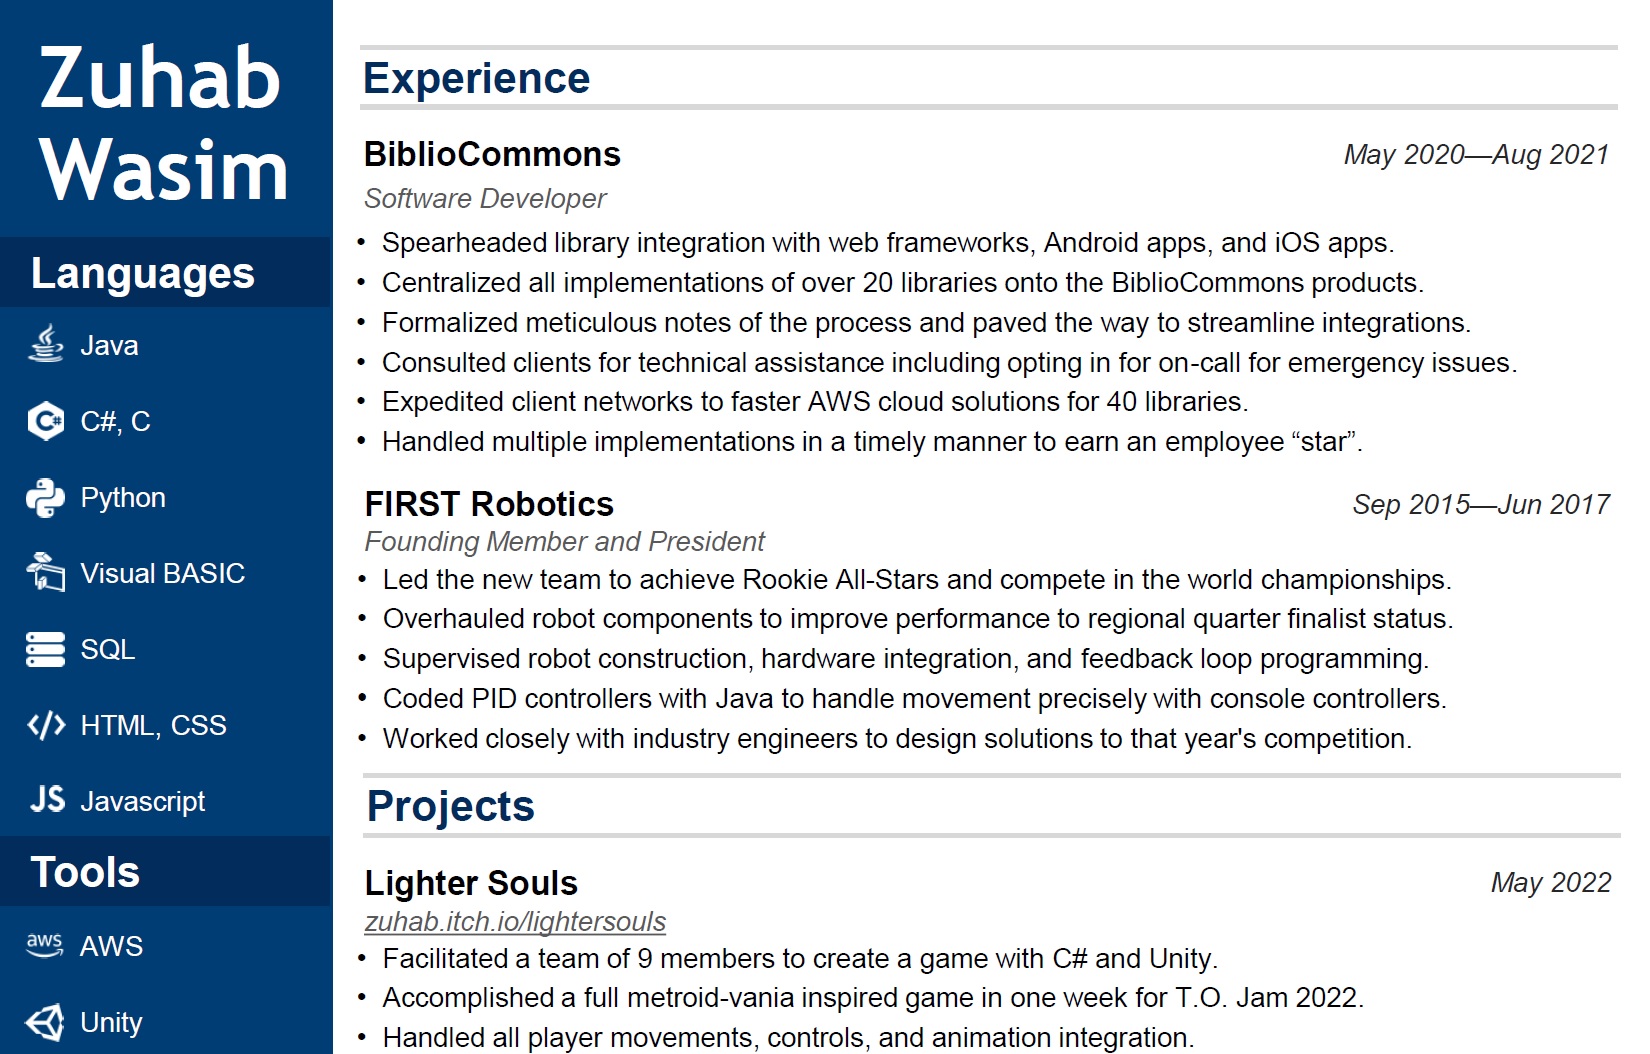 Zuhab
Wasim
Languages
Java
C#, C
Python
Visual BASIC
SQL
HTML, CSS
JS Javascript
Tools
aws AWS
Unity
Experience
BiblioCommons May 2020—Aug 2021
Software Developer
• Spearheaded library integration with web frameworks, Android apps, and iOS apps.
• Centralized all implementations of over 20 libraries onto the BiblioCommons products.
• Formalized meticulous notes of the process and paved the way to streamline integrations.
• Consulted clients for technical assistance including opting in for on-call for emergency issues.
• Expedited client networks to faster AWS cloud solutions for 40 libraries.
• Handled multiple implementations in a timely manner to earn an employee “star”.
FIRST Robotics Sep 2015—Jun 2017
Founding Member and President
• Led the new team to achieve Rookie All-Stars and compete in the world championships.
• Overhauled robot components to improve performance to regional quarter finalist status.
• Supervised robot construction, hardware integration, and feedback loop programming.
• Coded PID controllers with Java to handle movement precisely with console controllers.
• Worked closely with industry engineers to design solutions to that year's competition.
Projects
Lighter Souls May 2022
zuhab.itch.io/lightersouls
• Facilitated a team of 9 members to create a game with C# and Unity.
• Accomplished a full metroid-vania inspired game in one week for T.O. Jam 2022.
• Handled all player movements, controls, and animation integration.